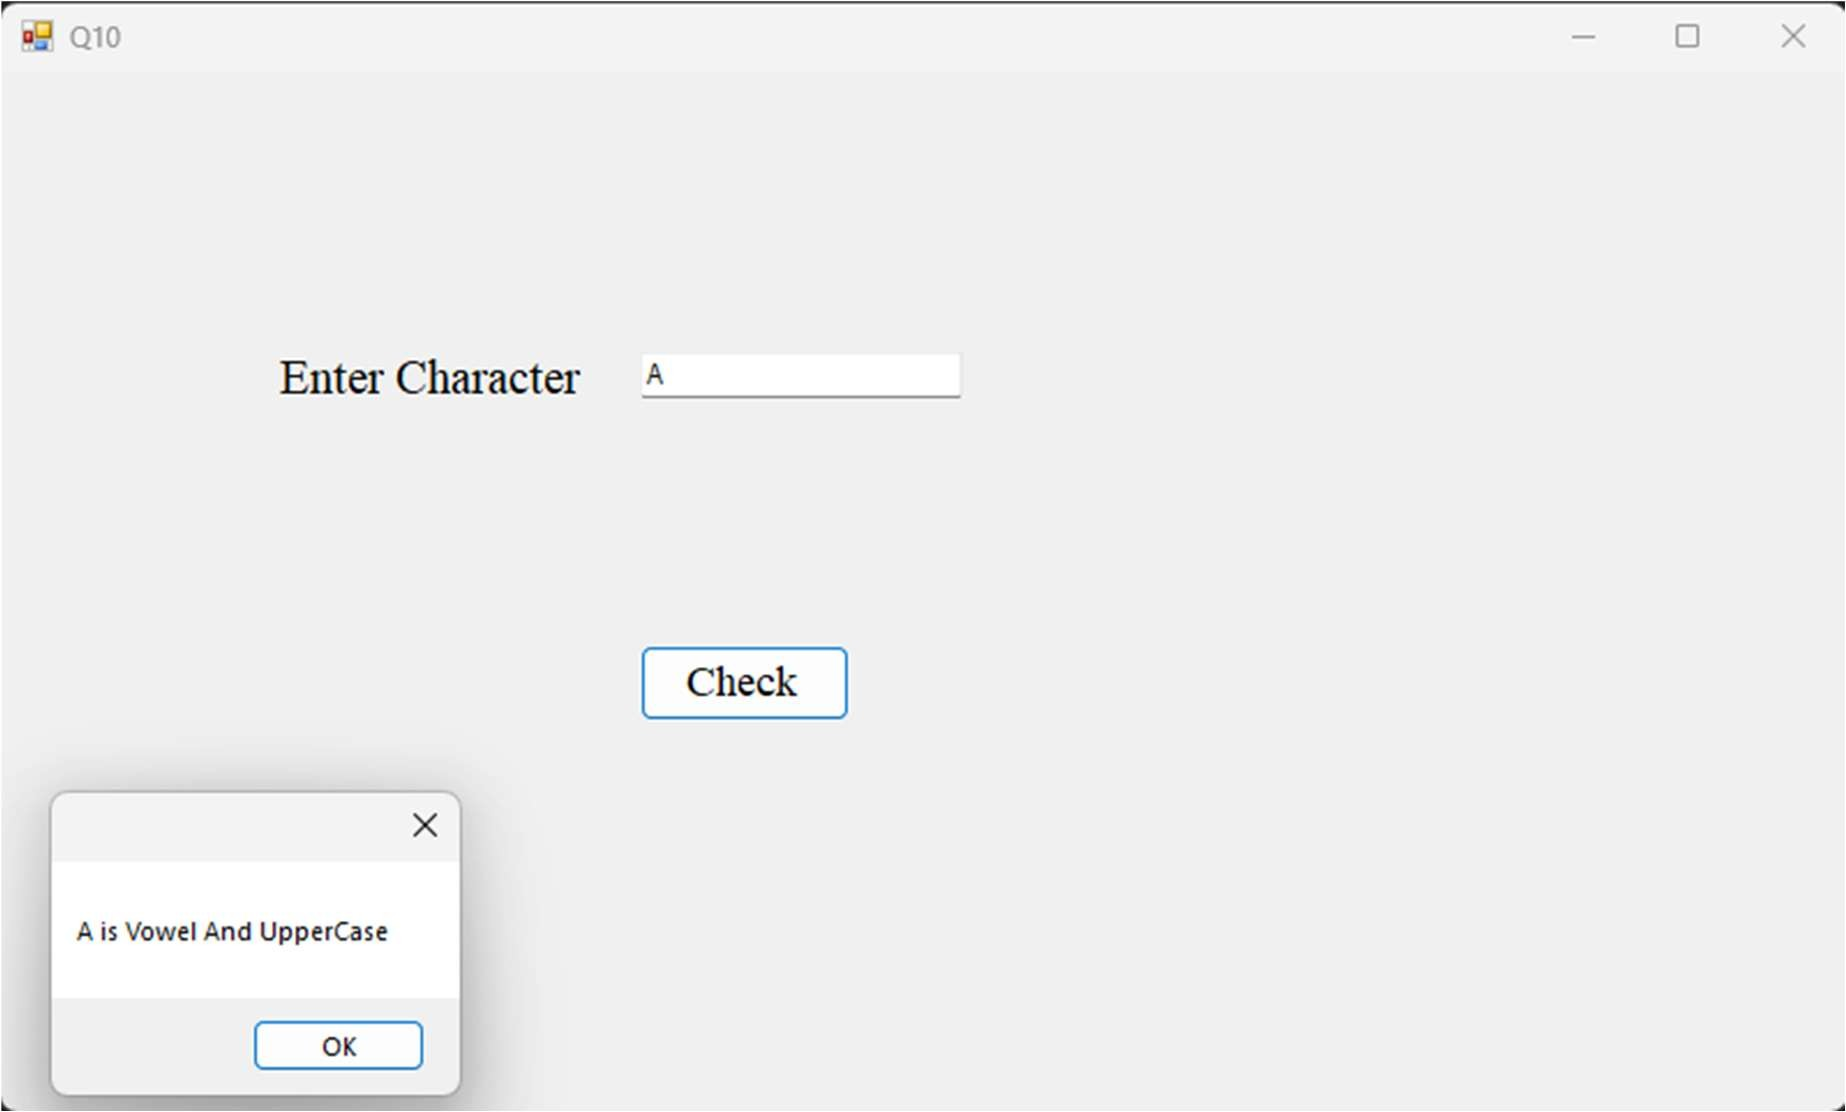 Q10
Enter Character A
Check
A is Vowel And UpperCase
OK